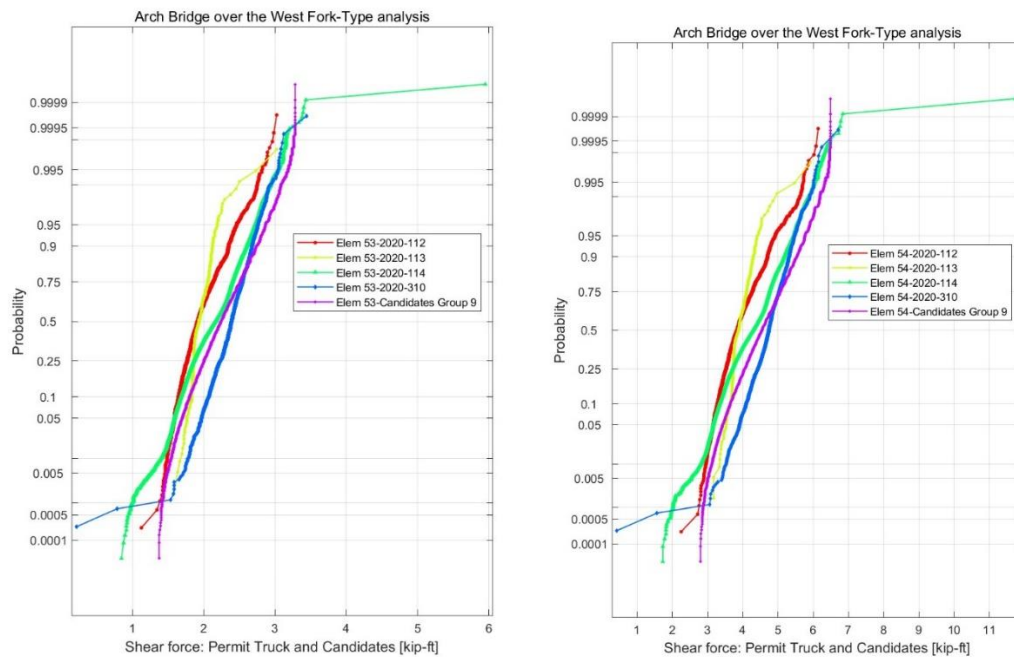 Arch Bridge over the West Fork-Type analysis
0.9999
0.9995
0.995
0.95
0.9
0.75
0.5
0.25
0.1
0.05
0.005
0.0005
0.0001
Probability
Elem 53-2020-112
Elem 53-2020-113
Elem 53-2020-114
Elem 53-2020-310
Elem 53-Candidates Group 9
1 2 3 4 5 6
Shear force: Permit Truck and Candidates [kip-ft]
Arch Bridge over the West Fork-Type analysis
0.9999
0.9995
0.995
0.95
0.9
0.75
0.5
0.25
0.1
0.05
0.005
0.0005
0.0001
Probability
Elem 54-2020-112
Elem 54-2020-113
Elem 54-2020-114
Elem 54-2020-310
Elem 54-Candidates Group 9
1 2 3 4 5 6 7 8 9 10 11
Shear force: Permit Truck and Candidates [kip-ft]